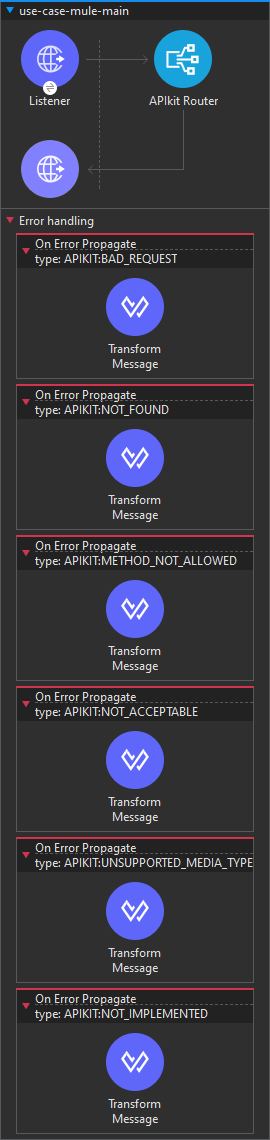 use-case-mule-main
Listener
APIkit Router
Error handling
On Error Propagate
type: APIKIT:BAD_REQUEST
Transform
Message
On Error Propagate
type: APIKIT:NOT_FOUND
Transform
Message
On Error Propagate
type: APIKIT:METHOD_NOT_ALLOWED
Transform
Message
On Error Propagate
type: APIKIT:NOT_ACCEPTABLE
Transform
Message
On Error Propagate
type: APIKIT:UNSUPPORTED_MEDIA_TYPE
Transform
Message
On Error Propagate
type: APIKIT:NOT_IMPLEMENTED
Transform
Message